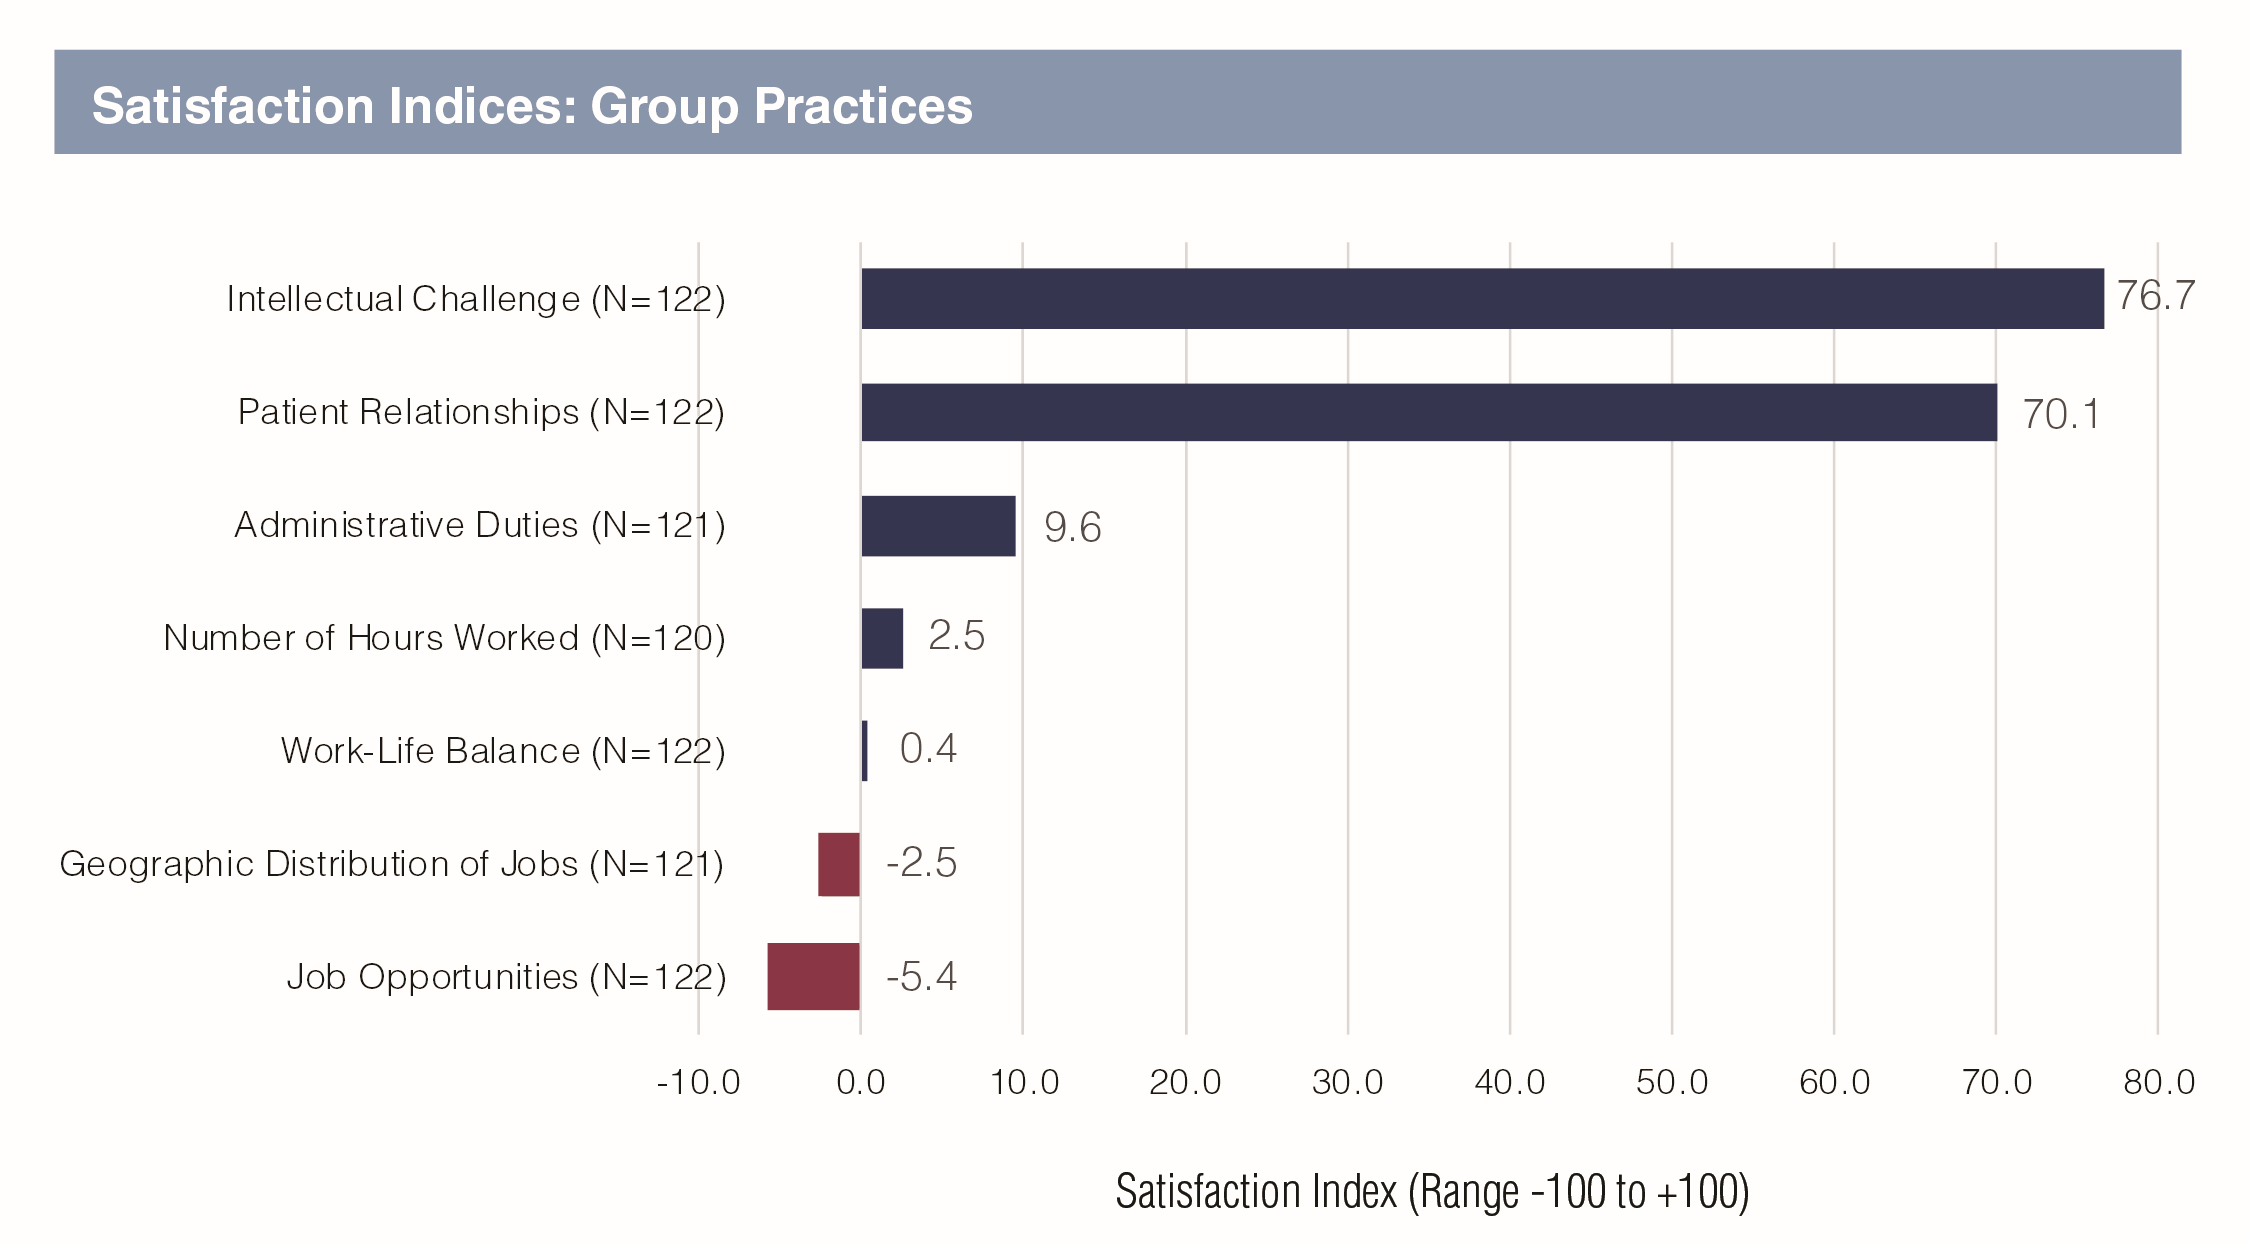 Satisfaction Indices: Group Practices
Intellectual Challenge (N=122)
76.7
Patient Relationships (N=122)
70.1
Administrative Duties (N=121)
9.6
Number of Hours Worked (N=120)
2.5
Work-Life Balance (N=122)
0.4
Geographic Distribution of Jobs (N=121)
-2.5
Job Opportunities (N=122)
-5.4
-10.0 0.0 10.0 20.0 30.0 40.0 50.0 60.0 70.0 80.0
Satisfaction Index (Range -100 to +100)